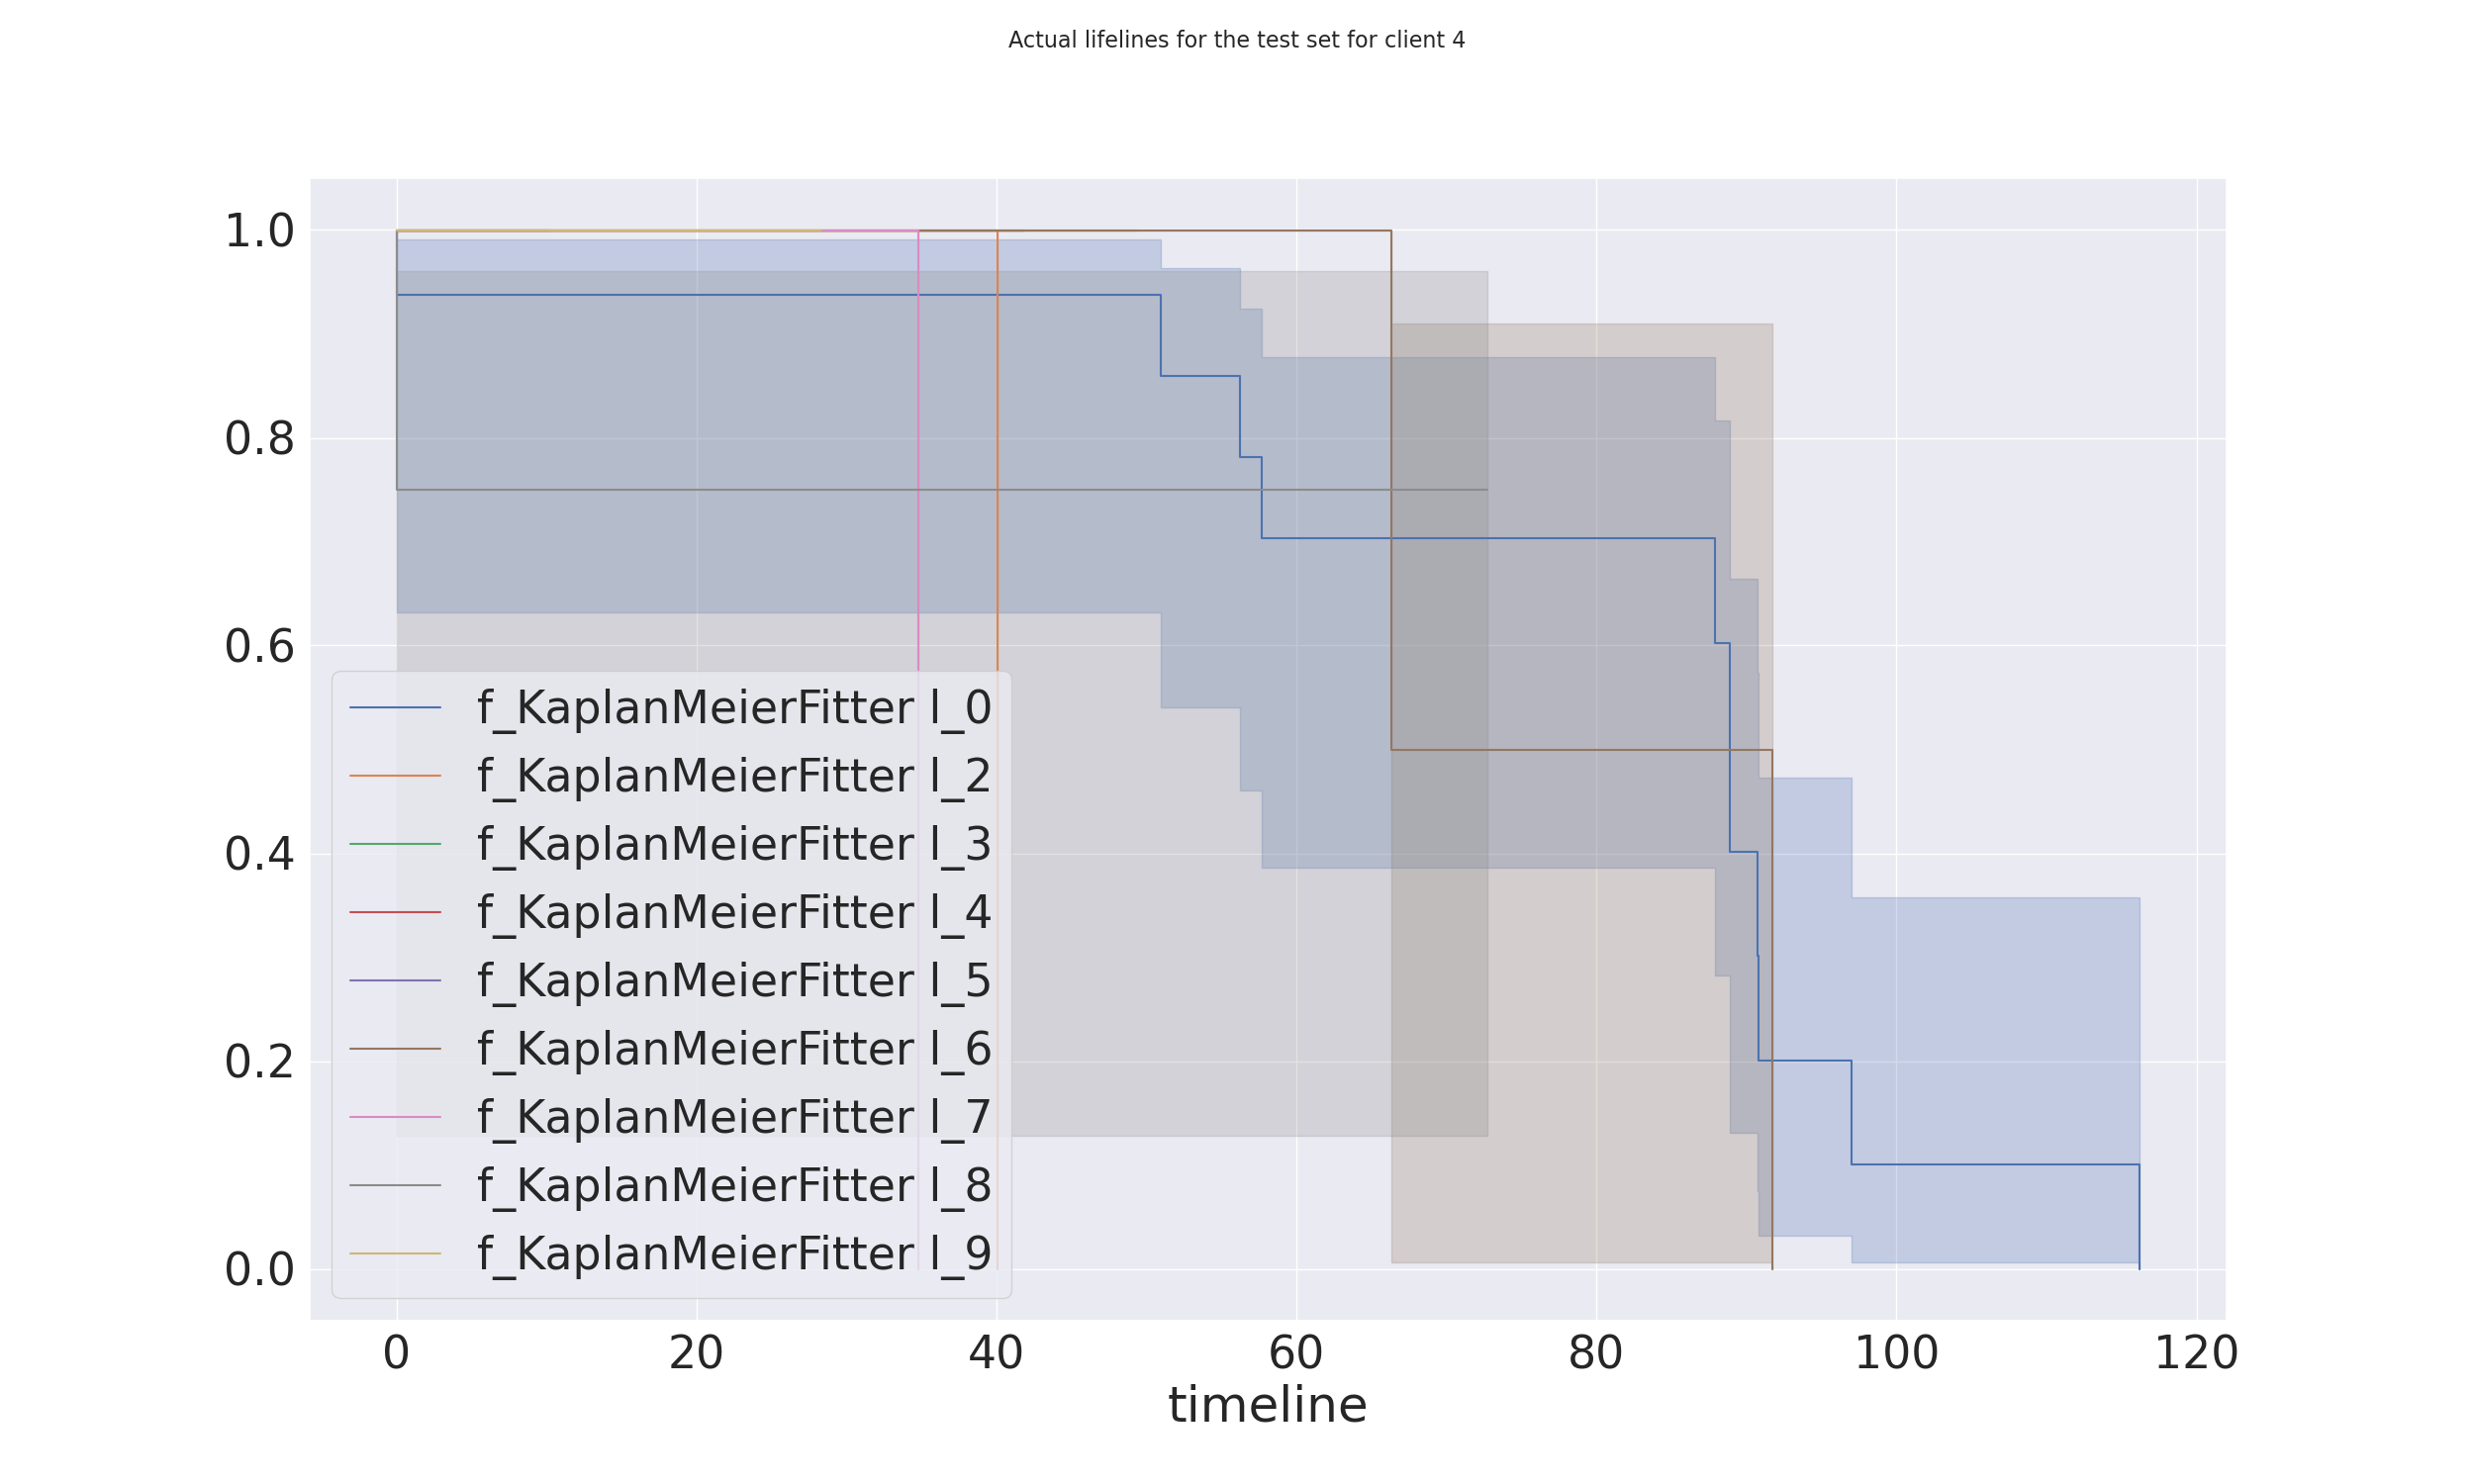 Actual lifelines for the test set for client 4
1.0
0.8
0.6
0.4
0.2
0.0
f_KaplanMeierFitter l_0
f_KaplanMeierFitter l_2
f_KaplanMeierFitter l_3
f_KaplanMeierFitter l_4
f_KaplanMeierFitter l_5
f_KaplanMeierFitter l_6
f_KaplanMeierFitter l_7
f_KaplanMeierFitter l_8
f_KaplanMeierFitter l_9
0 20 40 60 80 100 120
timeline